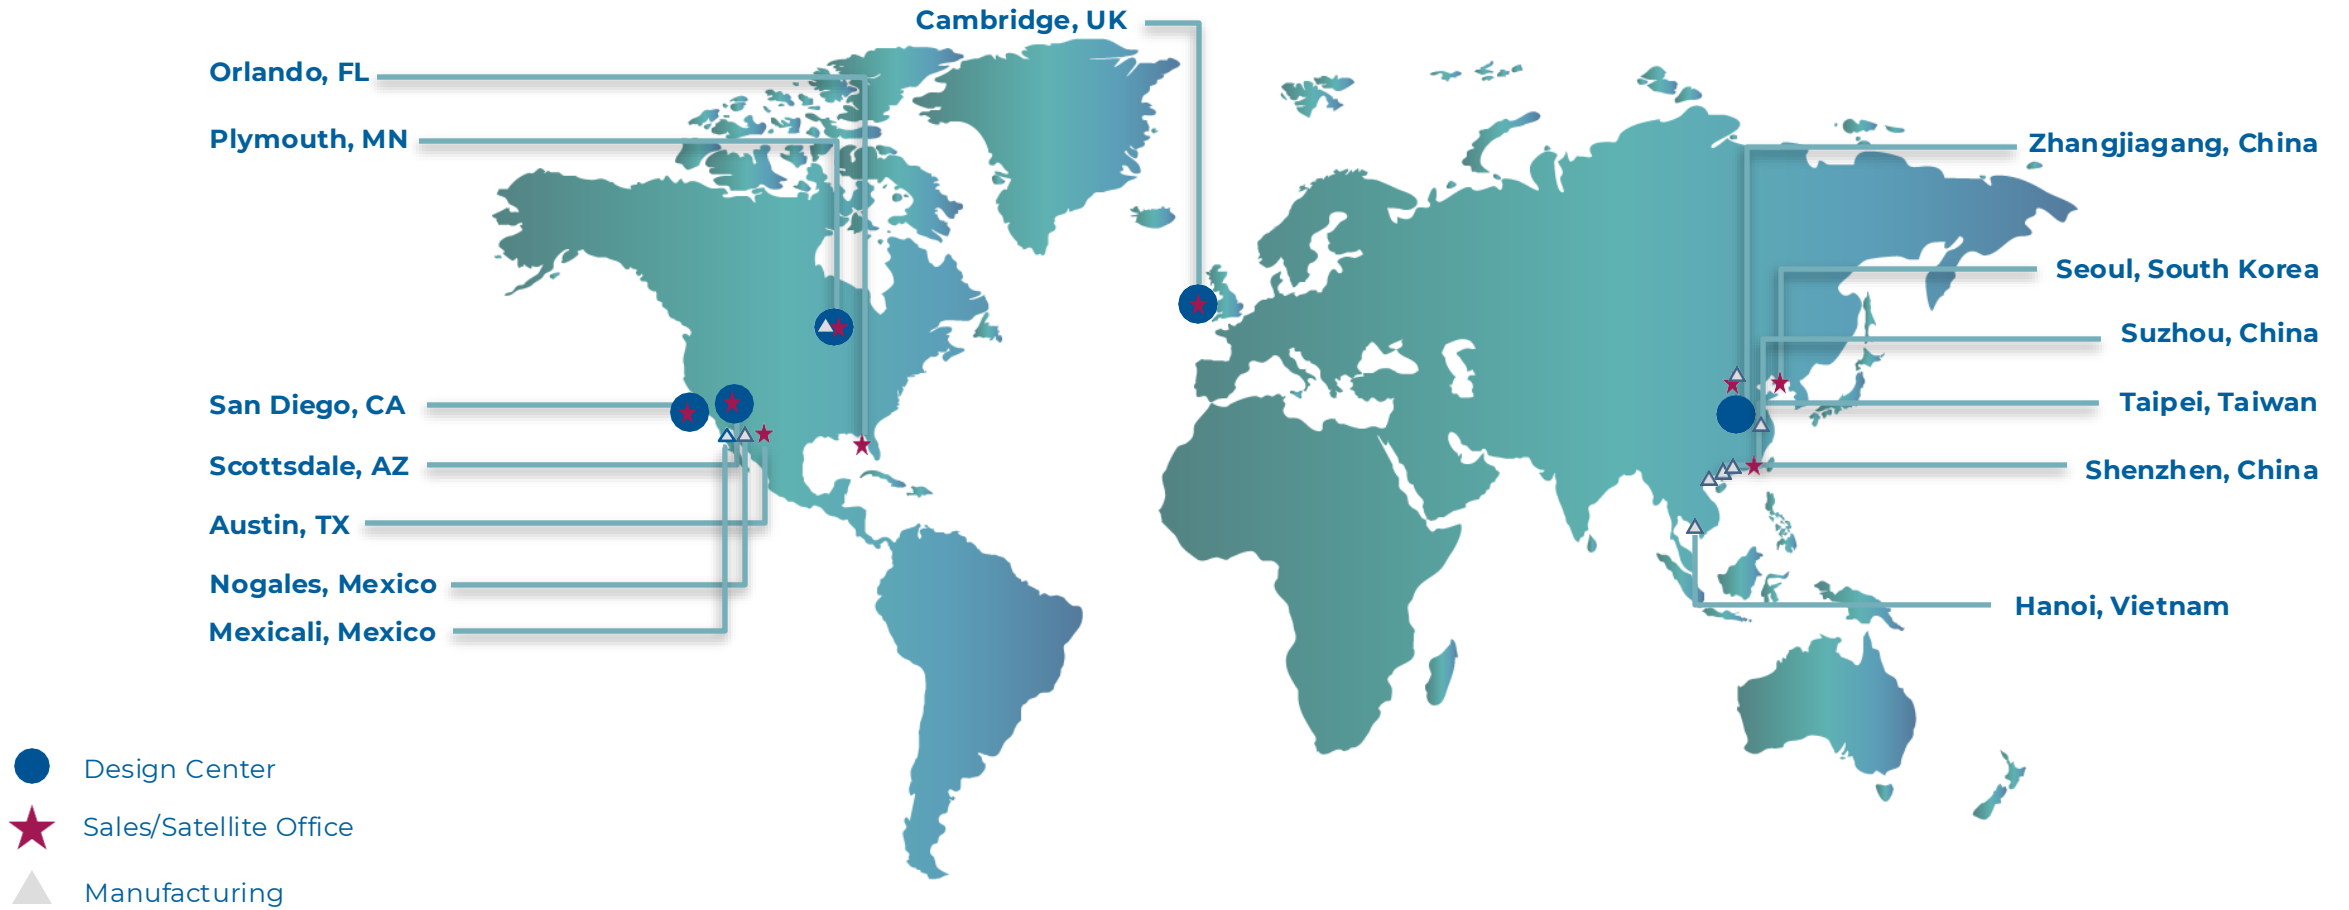 Cambridge, UK
Orlando, FL
Plymouth, MN
San Diego, CA
Scottsdale, AZ
Austin, TX
Nogales, Mexico
Mexicali, Mexico
Zhangjiagang, China
Seoul, South Korea
Suzhou, China
Taipei, Taiwan
Shenzhen, China
Hanoi, Vietnam
Design Center
Sales/Satellite Office
Manufacturing